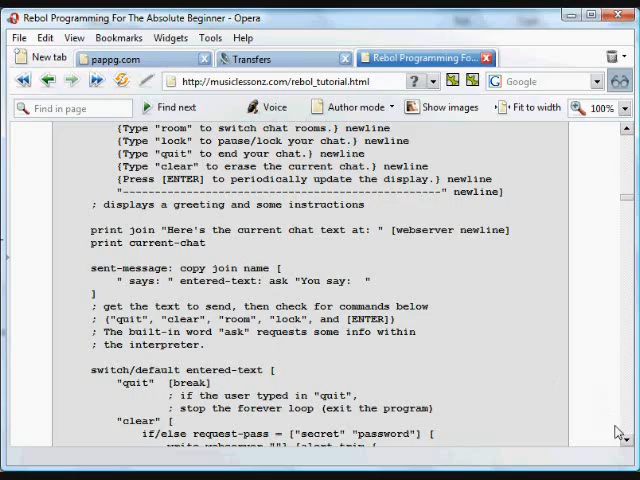 Rebol Programming For The Absolute Beginner - Opera
File Edit View Bookmarks Widgets Tools Help
New tab pappg.com Transfers Rebol Programming Fo...
http://musiclessonz.com/rebol_tutorial.html ? Google
Find in page Find next Voice Author mode Show images Fit to width 100%
{Type "room" to switch chat rooms.} newline
{Type "lock" to pause/lock your chat.} newline
{Type "quit" to end your chat.} newline
{Type "clear" to erase the current chat.} newline
{Press [ENTER] to periodically update the display.} newline
"-------------------------------------------------" newline]
; displays a greeting and some instructions
print join "Here's the current chat text at: " [webserver newline]
print current-chat
sent-message: copy join name [
" says: " entered-text: ask "You say:  "
]
; get the text to send, then check for commands below
; ("quit", "clear", "room", "lock", and [ENTER])
; The built-in word "ask" requests some info within
; the interpreter.
switch/default entered-text [
"quit" [break]
; if the user typed in "quit",
; stop the forever loop (exit the program)
"clear" [
if/else request-pass = ["secret" "password"] [
write webserver "" [alert trip {